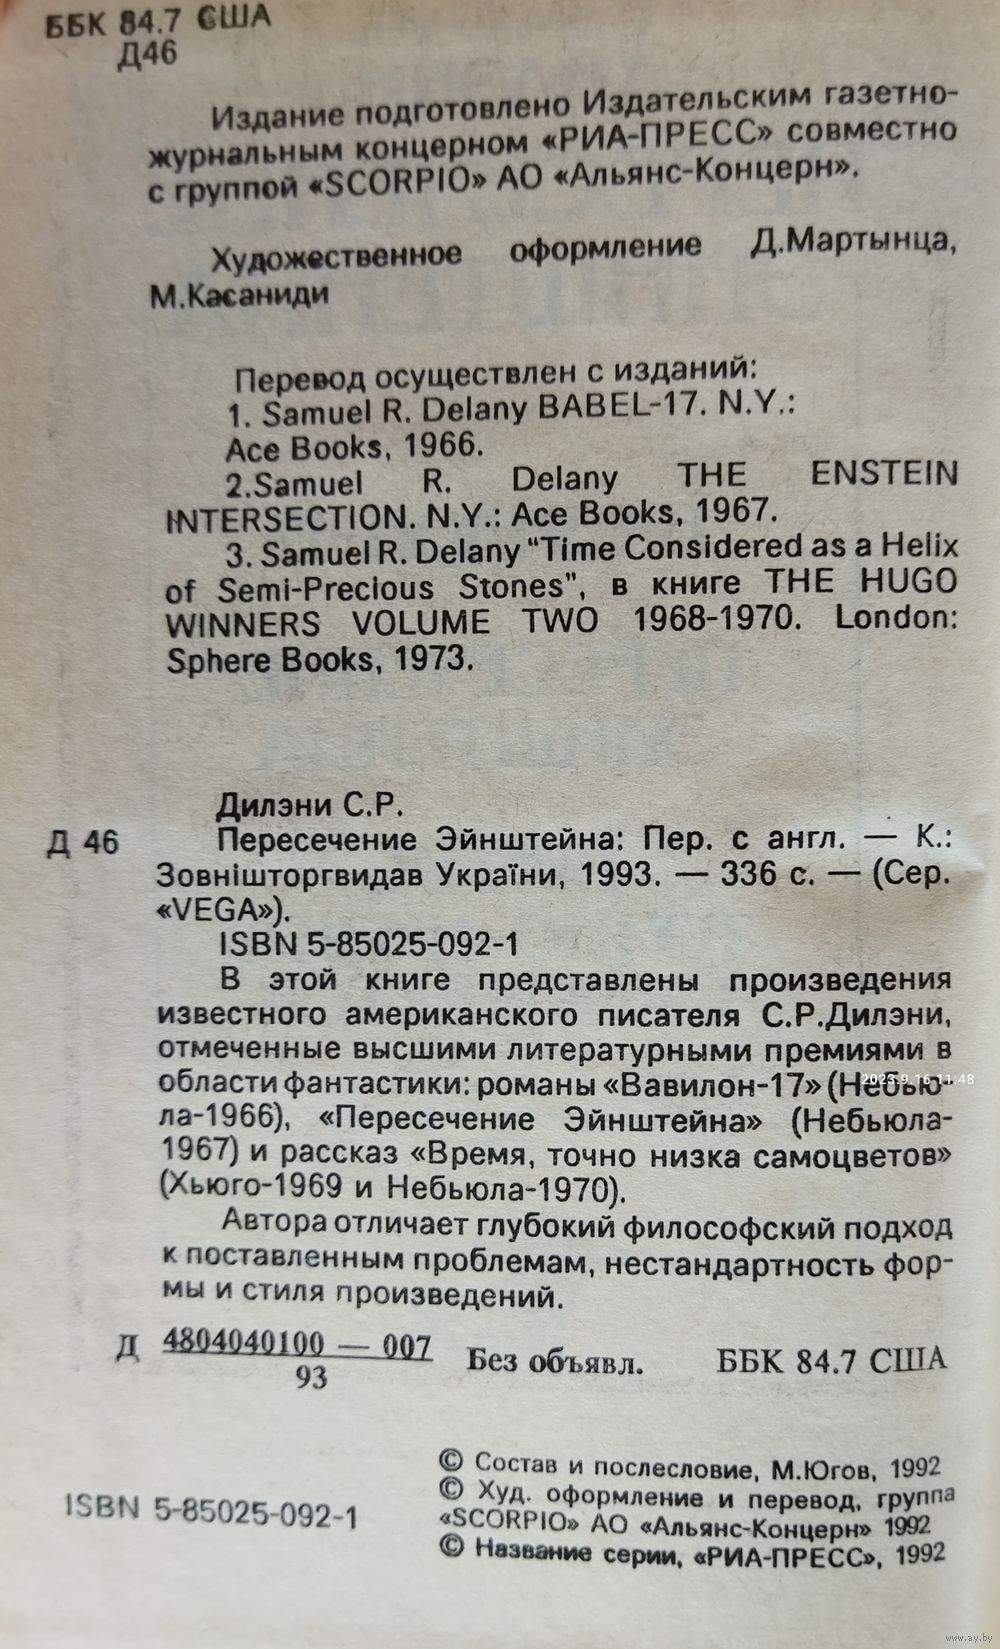 ББК 84.7 США
Д46
Издание подготовлено Издательским газетно-
журнальным концерном «РИА-ПРЕСС» совместно
с группой «SCORPIO» АО «Альянс-Концерн».
Художественное оформление Д.Мартынца,
М.Касаниди
Перевод осуществлен с изданий:
1. Samuel R. Delany BABEL-17. N.Y.:
Ace Books, 1966.
2.Samuel R. Delany THE ENSTEIN
INTERSECTION. N.Y.: Ace Books, 1967.
3. Samuel R. Delany "Time Considered as a Helix
of Semi-Precious Stones", в книге THE HUGO
WINNERS VOLUME TWO 1968-1970. London:
Sphere Books, 1973.
Дилэни С.Р.
Д 46 Пересечение Эйнштейна: Пер. с англ. — К.:
Зовнішторгвидав України, 1993. — 336 с. — (Сер.
«VEGA»).
ISBN 5-85025-092-1
В этой книге представлены произведения
известного американского писателя С.Р.Дилэни,
отмеченные высшими литературными премиями в
области фантастики: романы «Вавилон-17» (Небью-
2023.9.16 11:48
ла-1966), «Пересечение Эйнштейна» (Небьюла-
1967) и рассказ «Время, точно низка самоцветов»
(Хьюго-1969 и Небьюла-1970).
Автора отличает глубокий философский подход
к поставленным проблемам, нестандартность фор-
мы и стиля произведений.
Д 4804040100 — 007
93
Без объявл. ББК 84.7 США
© Состав и послесловие, М.Югов, 1992
© Худ. оформление и перевод, группа
«SCORPIO» АО «Альянс-Концерн» 1992
© Название серии, «РИА-ПРЕСС», 1992
ISBN 5-85025-092-1
www.ay.by